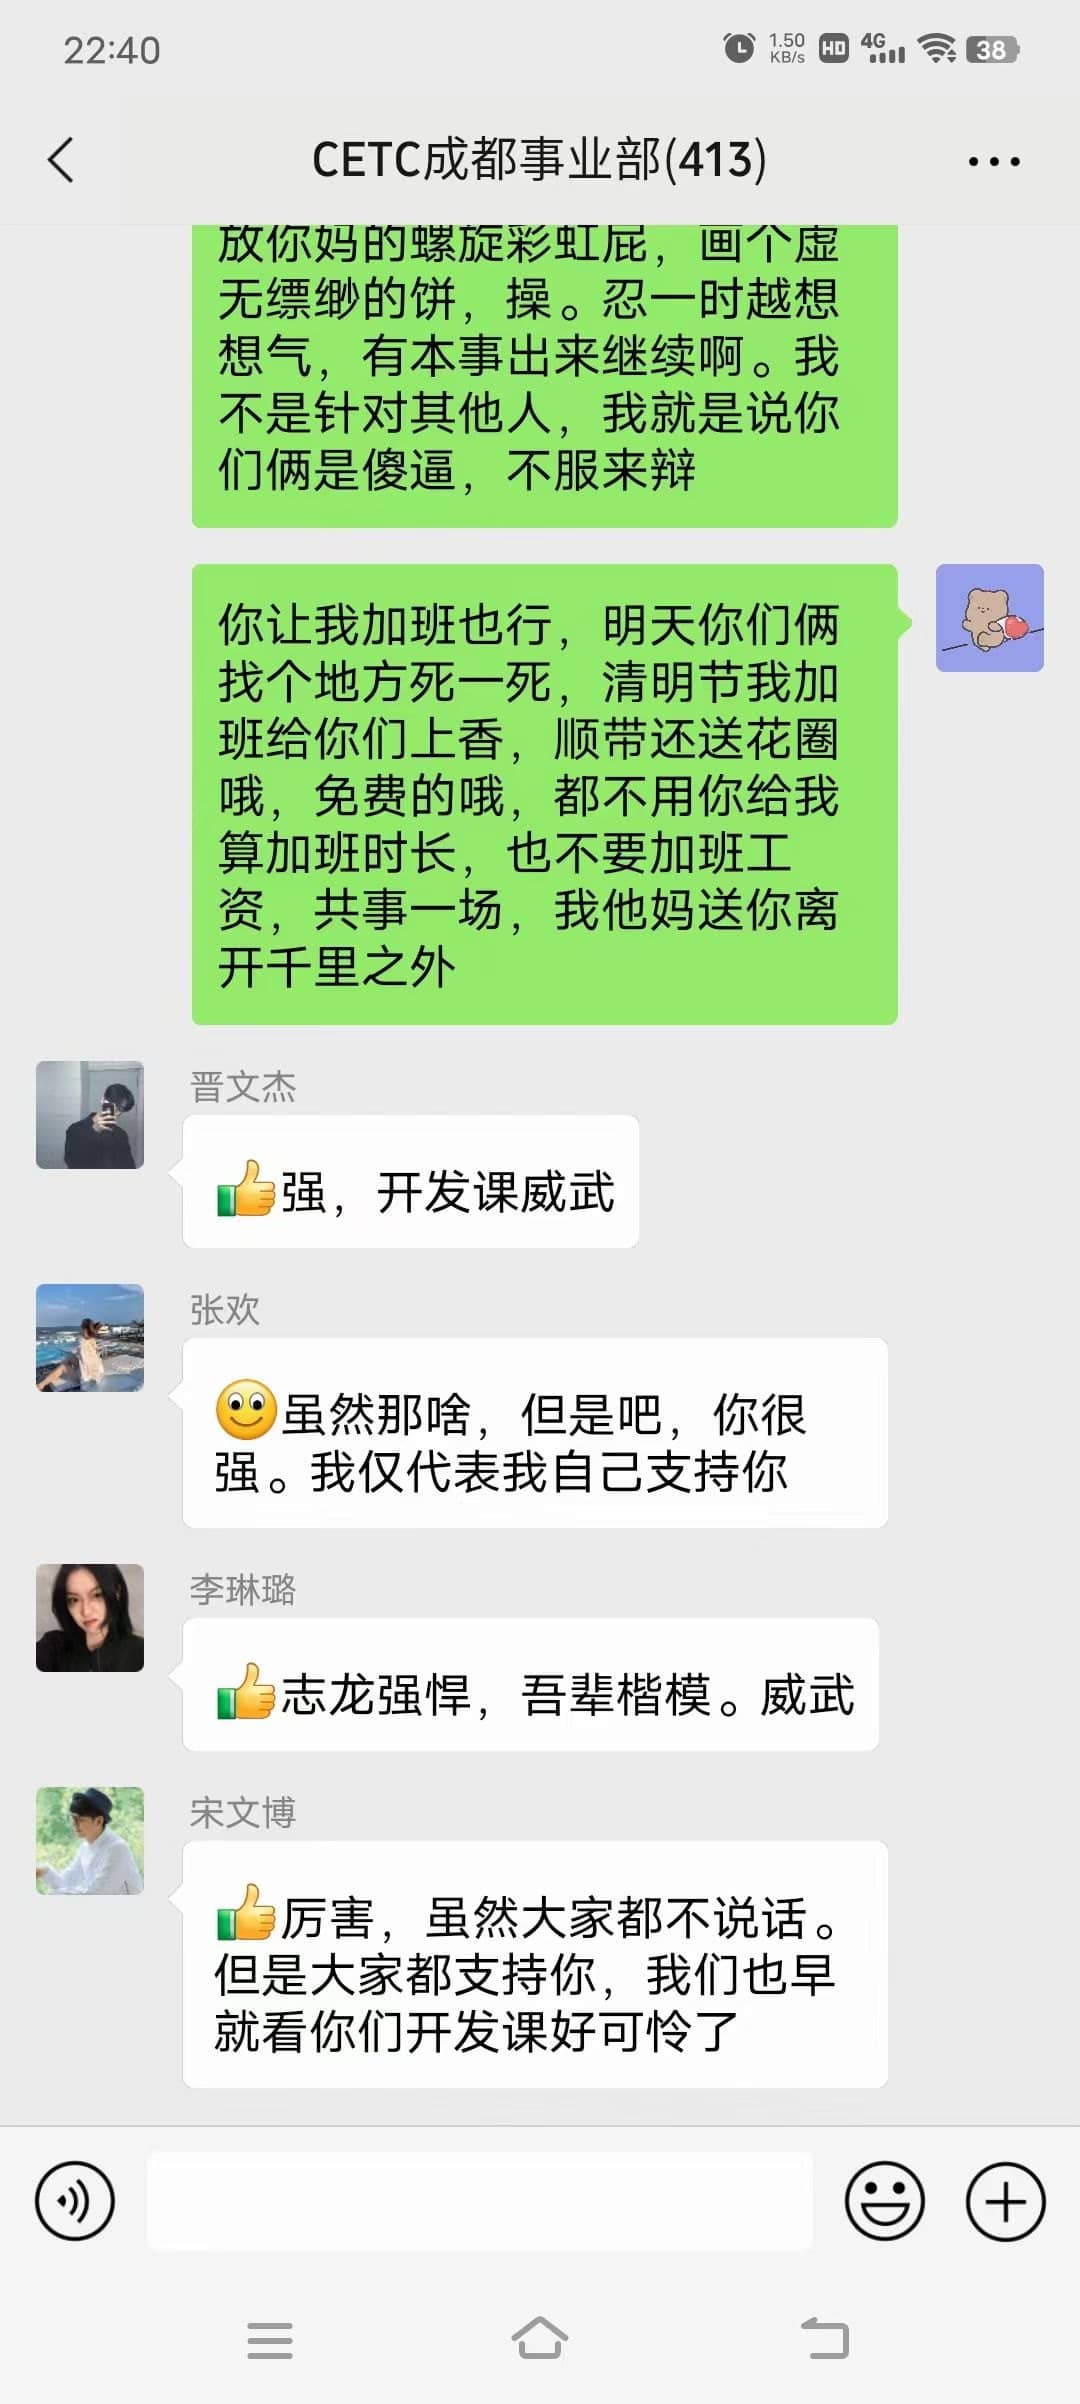 22:40
1.50
KB/s
HD
4G
38
CETC成都事业部(413)
放你妈的螺旋彩虹屁，画个虚
无缥缈的饼，操。忍一时越想
想气，有本事出来继续啊。我
不是针对其他人，我就是说你
们俩是傻逼，不服来辩
你让我加班也行，明天你们俩
找个地方死一死，清明节我加
班给你们上香，顺带还送花圈
哦，免费的哦，都不用你给我
算加班时长，也不要加班工
资，共事一场，我他妈送你离
开千里之外
晋文杰
👍强，开发课威武
张欢
🙂虽然那啥，但是吧，你很
强。我仅代表我自己支持你
李琳璐
👍志龙强悍，吾辈楷模。威武
宋文博
👍厉害，虽然大家都不说话。
但是大家都支持你，我们也早
就看你们开发课好可怜了